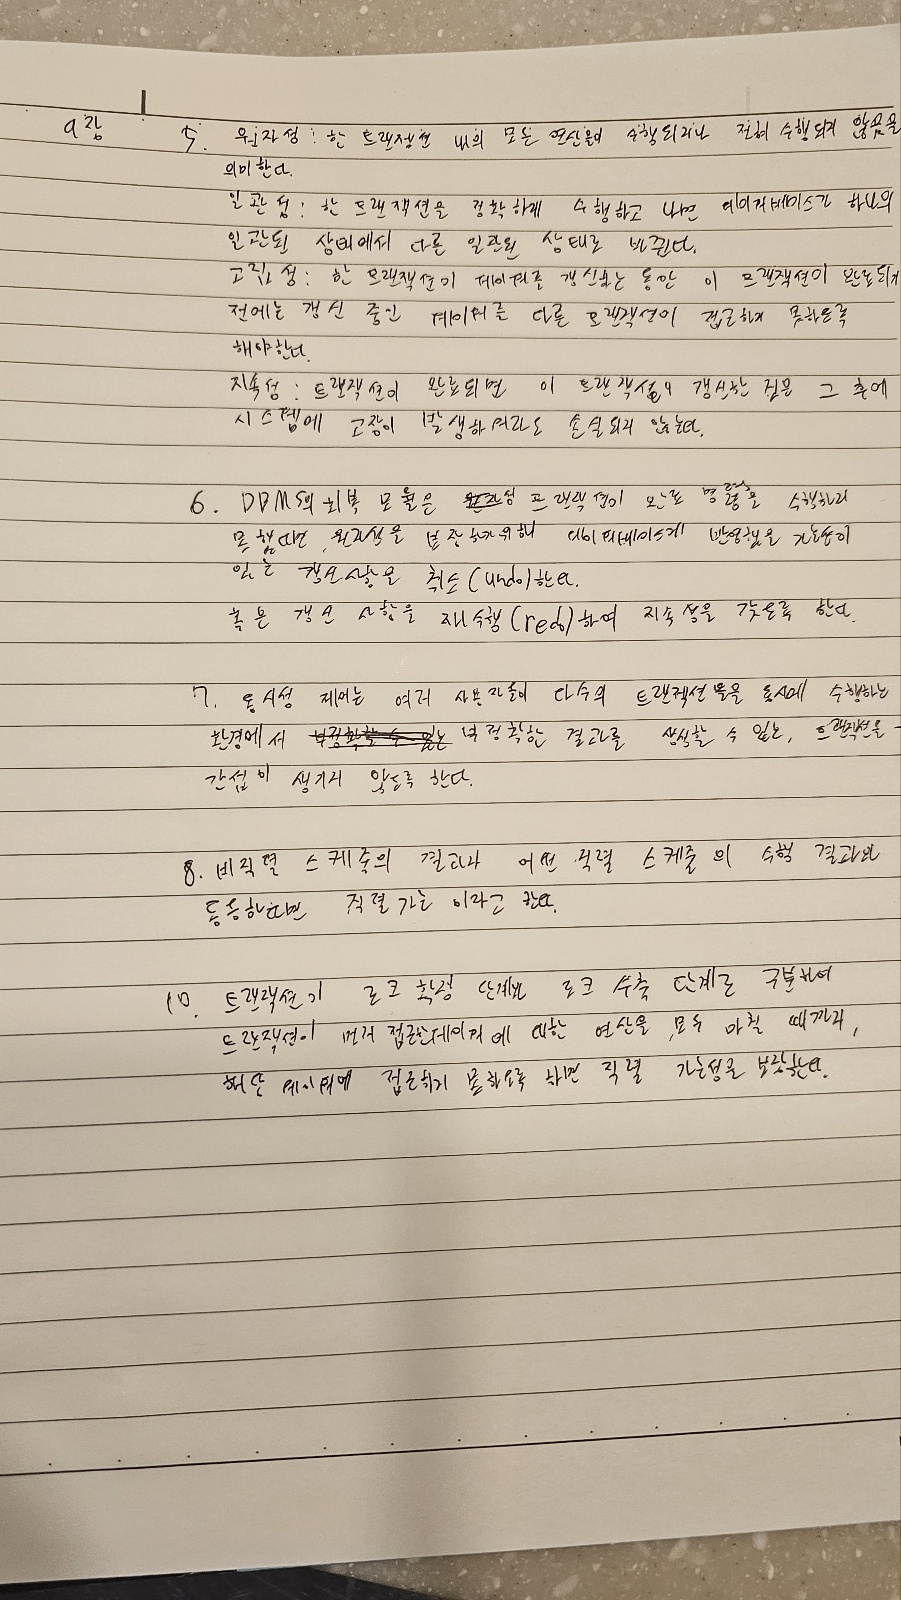 9장
5. 원자성 : 한 트랜잭션 내의 모든 연산들이 수행되거나 전혀 수행되지 않음을
의미한다.
일관성 : 한 트랜잭션을 정확하게 수행하고 나면 데이터베이스가 하나의
일관된 상태에서 다른 일관된 상태로 바뀐다.
고립성 : 한 트랜잭션이 데이터를 갱신하는 동안 이 트랜잭션이 완료되기
전에는 갱신 중인 데이터를 다른 트랜잭션이 접근하지 못하도록
해야한다.
지속성 : 트랜잭션이 완료되면 이 트랜잭션의 갱신한 것은 그 후에
시스템에 고장이 발생하더라도 손실되지 않는다.
6. DBMS의 회복 모듈은 트랜잭션이 완료 명령을 수행하지
못했다면, 원자성을 보장하기위해 데이터베이스에 반영했을 가능성이
있는 갱신사항을 취소(undo)한다.
혹은 갱신 사항을 재수행(redo)하여 지속성을 갖도록 한다.
7. 동시성 제어는 여러 사용자들이 다수의 트랜잭션들을 동시에 수행하는
환경에서 부정확한 결과를 생성할 수 있는, 트랜잭션들
간섭이 생기지 않도록 한다.
8. 비직렬 스케줄의 결과가 어떤 직렬 스케줄의 수행 결과와
동등하다면 직렬가능 이라고 한다.
10. 트랜잭션이 로크 확장 단계와 로크 수축 단계로 구분하여
트랜잭션이 먼저 접근한데이터에 대한 연산을 모두 마칠 때까지,
해당 데이터에 접근하지 못하도록 하면 직렬 가능성을 보장한다.